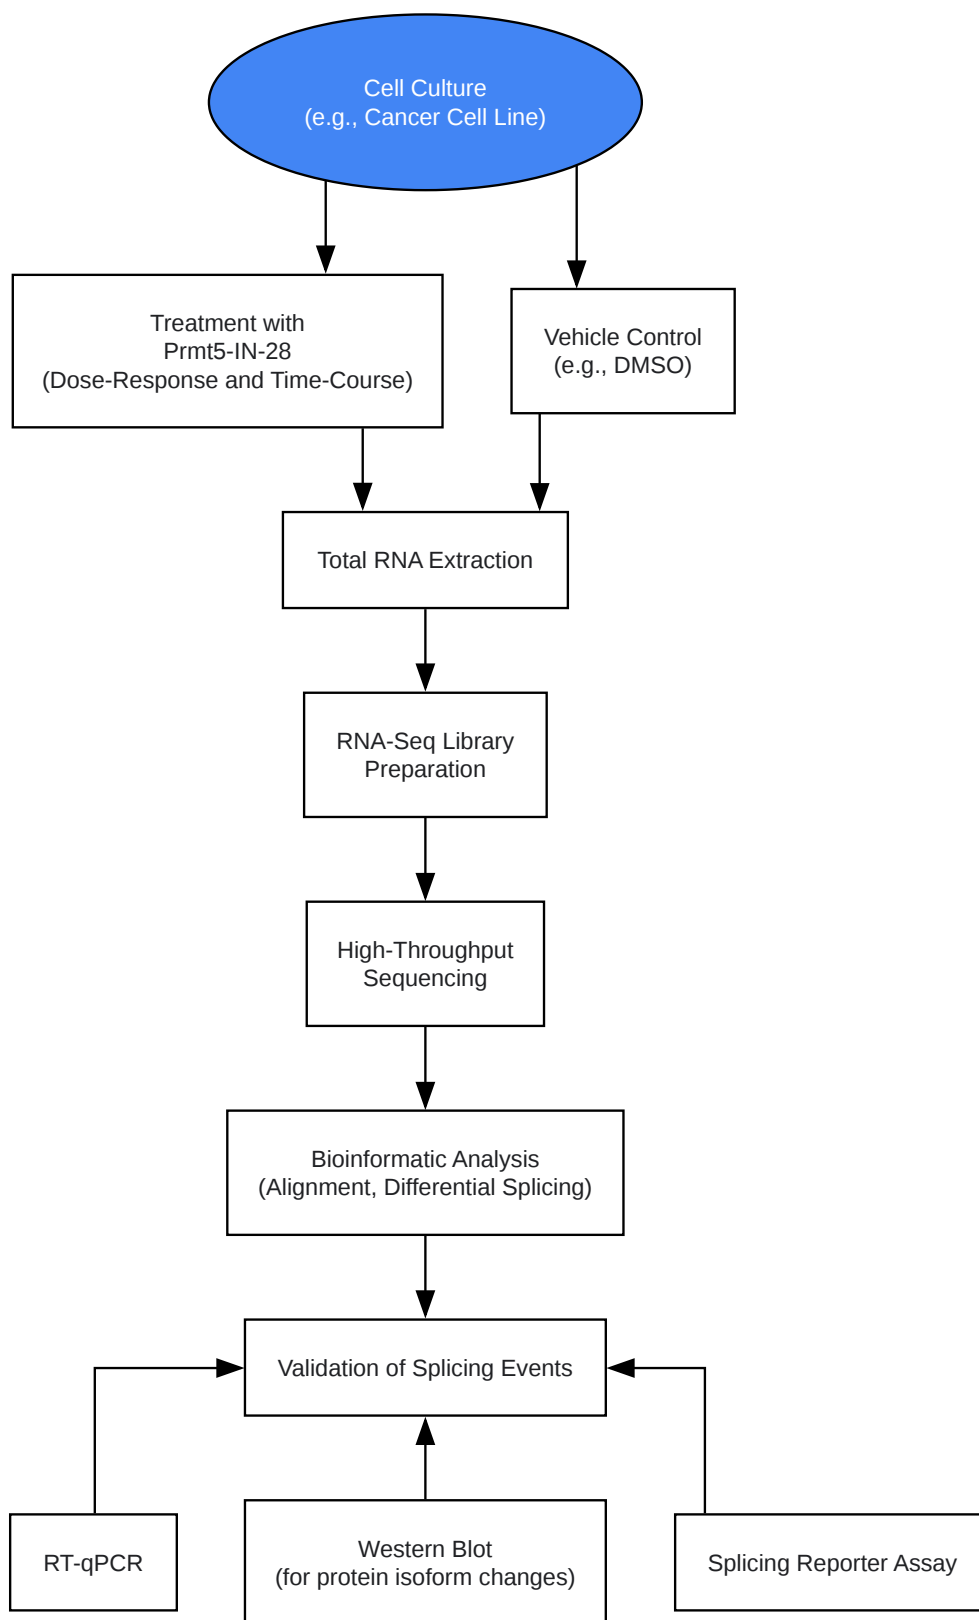 Cell Culture
(e.g., Cancer Cell Line)
Treatment with
Prmt5-IN-28
(Dose-Response and Time-Course)
Vehicle Control
(e.g., DMSO)
Total RNA Extraction
RNA-Seq Library
Preparation
High-Throughput
Sequencing
Bioinformatic Analysis
(Alignment, Differential Splicing)
Validation of Splicing Events
RT-qPCR
Western Blot
(for protein isoform changes)
Splicing Reporter Assay